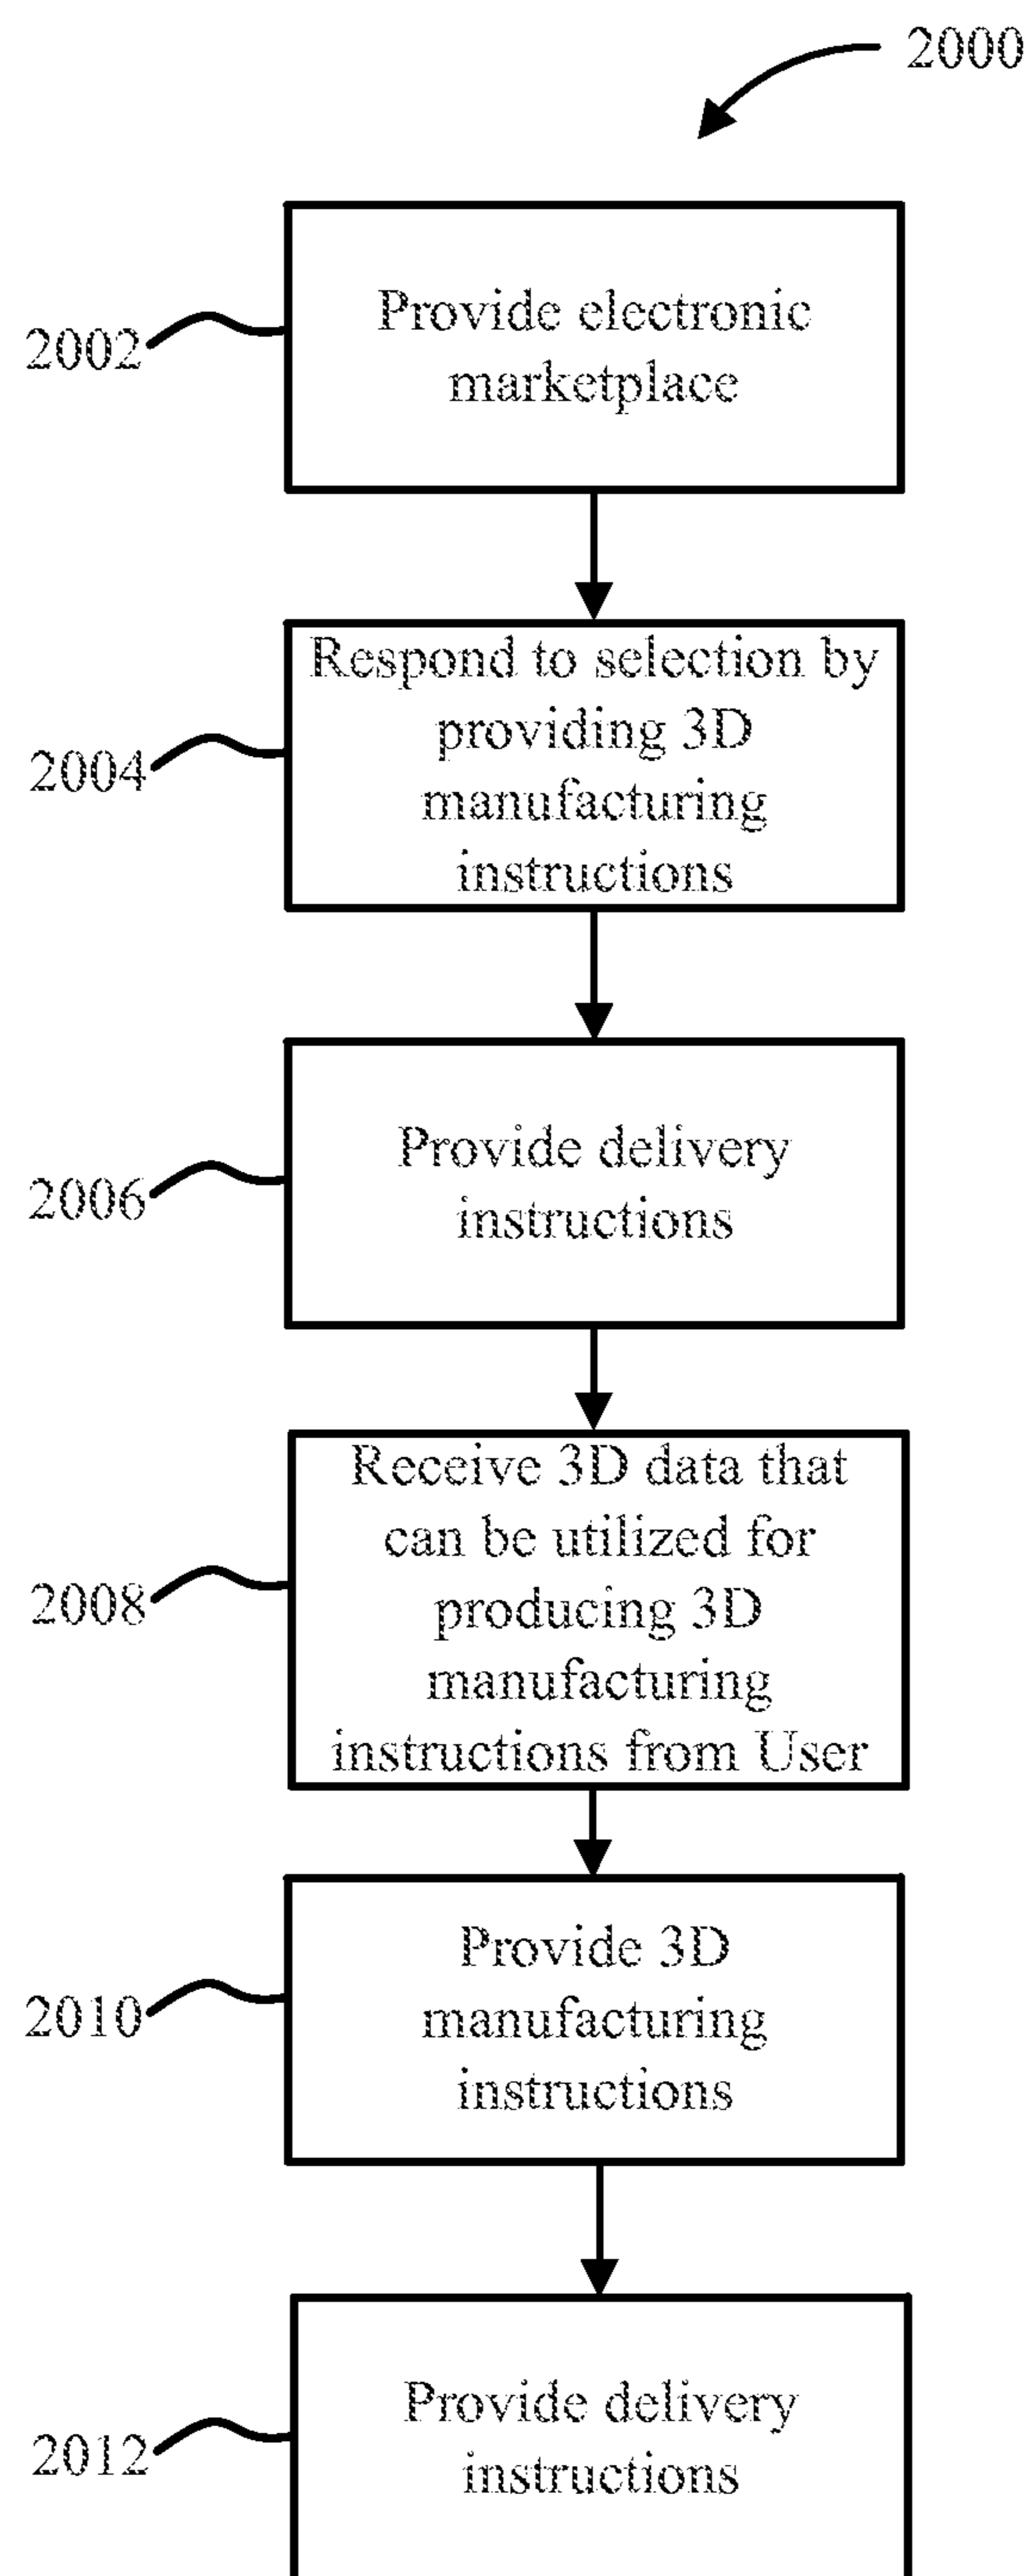 2000
Provide electronic
marketplace
2002
Respond to selection by
providing 3D
manufacturing
instructions
2004
Provide delivery
instructions
2006
Receive 3D data that
can be utilized for
producing 3D
manufacturing
instructions from User
2008
Provide 3D
manufacturing
instructions
2010
Provide delivery
instructions
2012